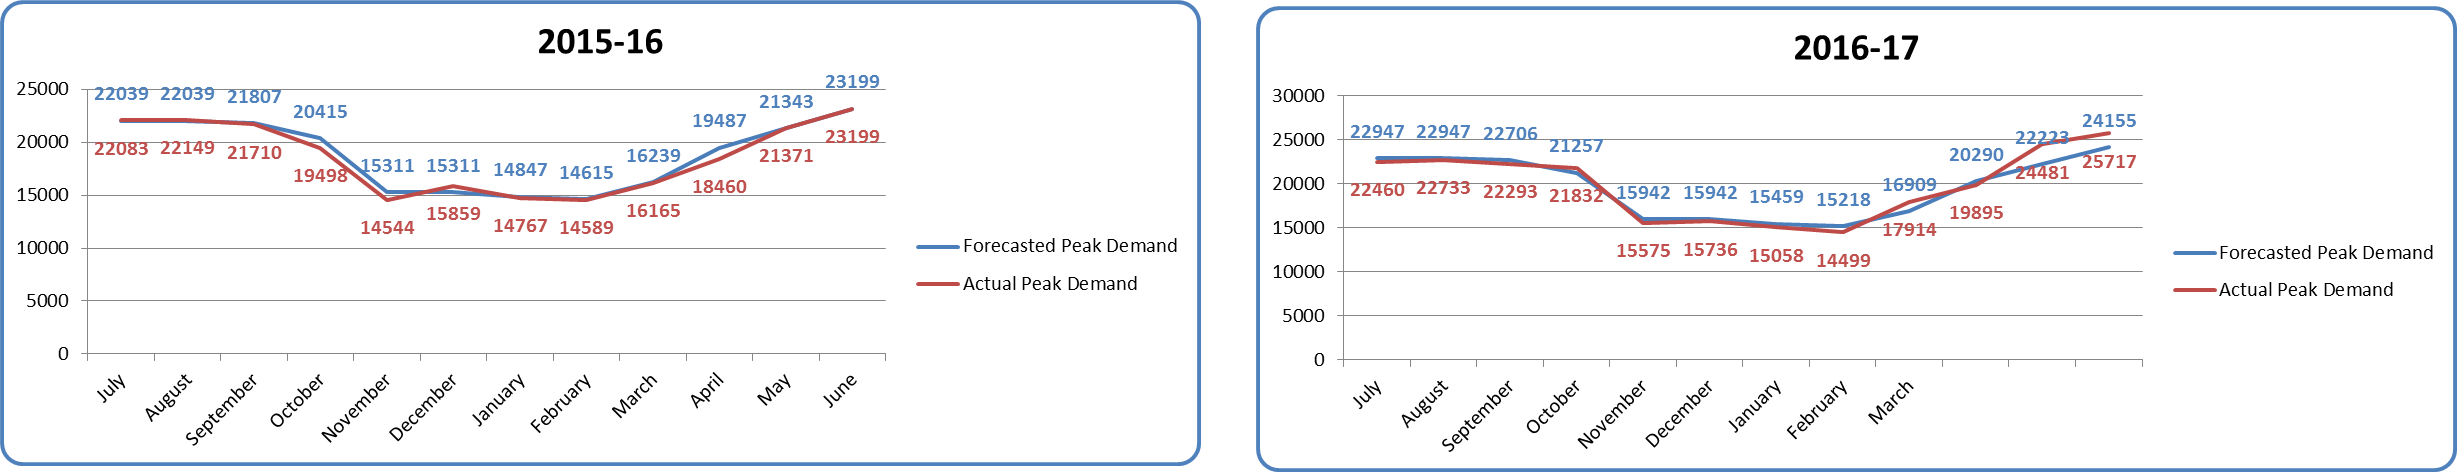 2015-16
25000
20000
15000
10000
5000
0
22039 22039 21807 20415 15311 15311 14847 14615 16239 19487 21343 23199
22083 22149 21710 19498 14544 15859 14767 14589 16165 18460 21371 23199
July August September October November December January February March April May June
Forecasted Peak Demand
Actual Peak Demand
2016-17
30000
25000
20000
15000
10000
5000
0
22947 22947 22706 21257 15942 15942 15459 15218 16909 20290 22223 24155
22460 22733 22293 21832 15575 15736 15058 14499 17914 19895 24481 25717
July August September October November December January February March
Forecasted Peak Demand
Actual Peak Demand